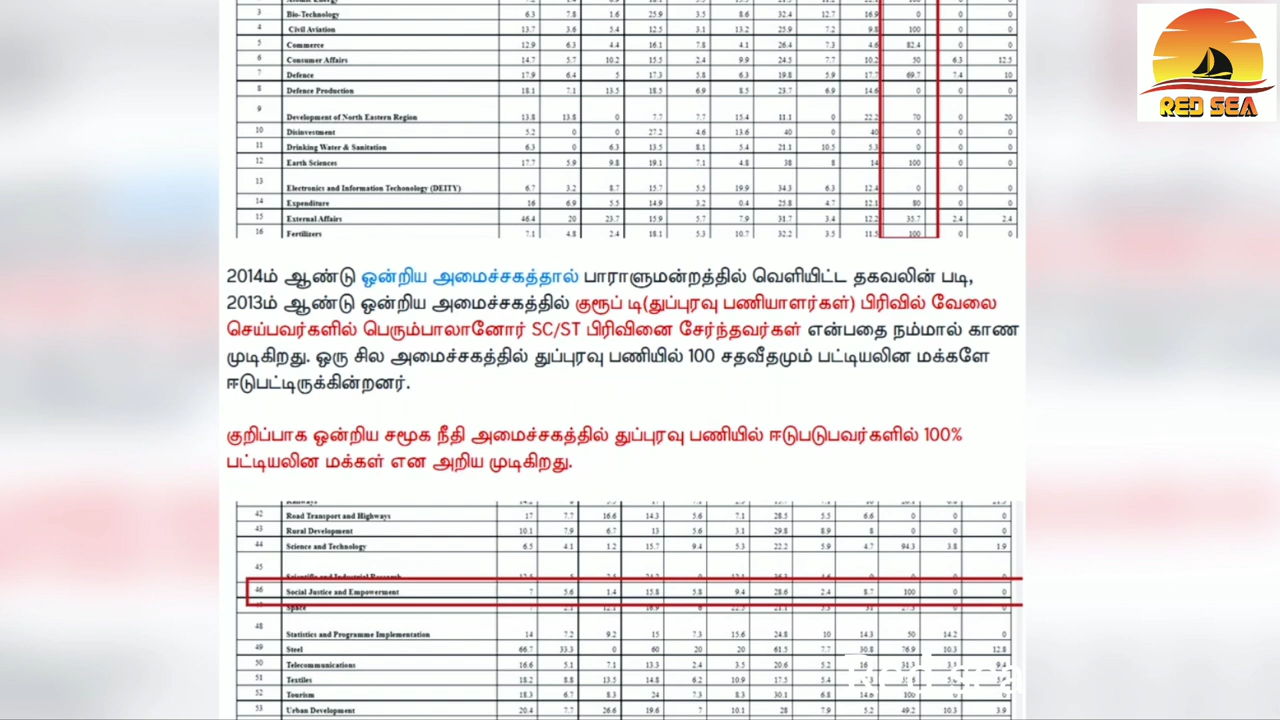 RED SEA
3 Bio-Technology 6.3 7.8 1.6 25.9 3.5 8.6 32.4 12.7 16.9 0 0 0
4 Civil Aviation 13.7 3.6 5.4 12.5 3.1 13.2 25.9 7.2 9.8 100 0 0
5 Commerce 12.9 6.3 4.4 16.1 7.8 4.1 26.4 7.3 4.6 82.4 0 0
6 Consumer Affairs 14.7 5.7 10.2 15.5 2.4 9.9 24.5 7.7 10.2 50 6.3 12.5
7 Defence 17.9 6.4 5 17.3 5.8 6.3 19.8 5.9 17.7 69.7 7.4 10
8 Defence Production 18.1 7.1 13.5 18.5 6.9 8.5 23.7 6.9 14.6 0 0 0
9 Development of North Eastern Region 13.8 13.8 0 7.7 7.7 15.4 11.1 0 22.2 70 0 20
10 Disinvestment 5.2 0 0 27.2 4.6 13.6 40 0 40 0 0 0
11 Drinking Water & Sanitation 6.3 0 6.3 13.5 8.1 5.4 21.1 10.5 5.3 0 0 0
12 Earth Sciences 17.7 5.9 9.8 19.1 7.1 4.8 38 8 14 100 0 0
13 Electronics and Information Techonology (DEITY) 6.7 3.2 8.7 15.7 5.5 19.9 34.3 6.3 12.4 0 0 0
14 Expenditure 16 6.9 5.5 14.9 3.2 0.4 25.8 4.7 12.1 80 0 0
15 External Affairs 46.4 20 23.7 15.9 5.7 7.9 31.7 3.4 12.2 35.7 2.4 2.4
16 Fertilizers 7.1 4.8 2.4 18.1 5.3 10.7 32.2 3.5 11.5 100 0 0
2014ம் ஆண்டு ஒன்றிய அமைச்சகத்தால் பாராளுமன்றத்தில் வெளியிட்ட தகவலின் படி,
2013ம் ஆண்டு ஒன்றிய அமைச்சகத்தில் குரூப் டி(துப்புரவு பணியாளர்கள்) பிரிவில் வேலை
செய்பவர்களில் பெரும்பாலானோர் SC/ST பிரிவினை சேர்ந்தவர்கள் என்பதை நம்மால் காண
முடிகிறது. ஒரு சில அமைச்சகத்தில் துப்புரவு பணியில் 100 சதவீதமும் பட்டியலின மக்களே
ஈடுபட்டிருக்கின்றனர்.
குறிப்பாக ஒன்றிய சமூக நீதி அமைச்சகத்தில் துப்புரவு பணியில் ஈடுபடுபவர்களில் 100%
பட்டியலின மக்கள் என அறிய முடிகிறது.
42 Road Transport and Highways 17 7.7 16.6 14.3 5.6 7.1 28.5 5.5 6.6 0 0 0
43 Rural Development 10.1 7.9 6.7 13 5.6 3.1 29.8 8.9 8 0 0 0
44 Science and Technology 6.5 4.1 1.2 15.7 9.4 5.3 22.2 5.9 4.7 94.3 3.8 1.9
45 Scientific and Industrial Research
46 Social Justice and Empowerment 7 5.6 1.4 15.8 5.8 9.4 28.6 2.4 8.7 100 0 0
Space
48 Statistics and Programme Implementation 14 7.2 9.2 15 7.3 15.6 24.8 10 14.3 50 14.2 0
49 Steel 66.7 33.3 0 60 20 20 61.5 7.7 30.8 76.9 10.3 12.8
50 Telecommunications 16.6 5.1 7.1 13.3 2.4 3.5 20.6 5.2 16 31.3
51 Textiles 18.2 8.8 13.5 14.8 6.2 10.9 17.5 5.4
52 Tourism 18.3 6.7 8.3 24 7.3 8.3 30.1 6.8 14.6 100 0 0
53 Urban Development 20.4 7.7 26.6 19.6 7 10.1 28 7.9 5.2 49.2 10.3 3.9